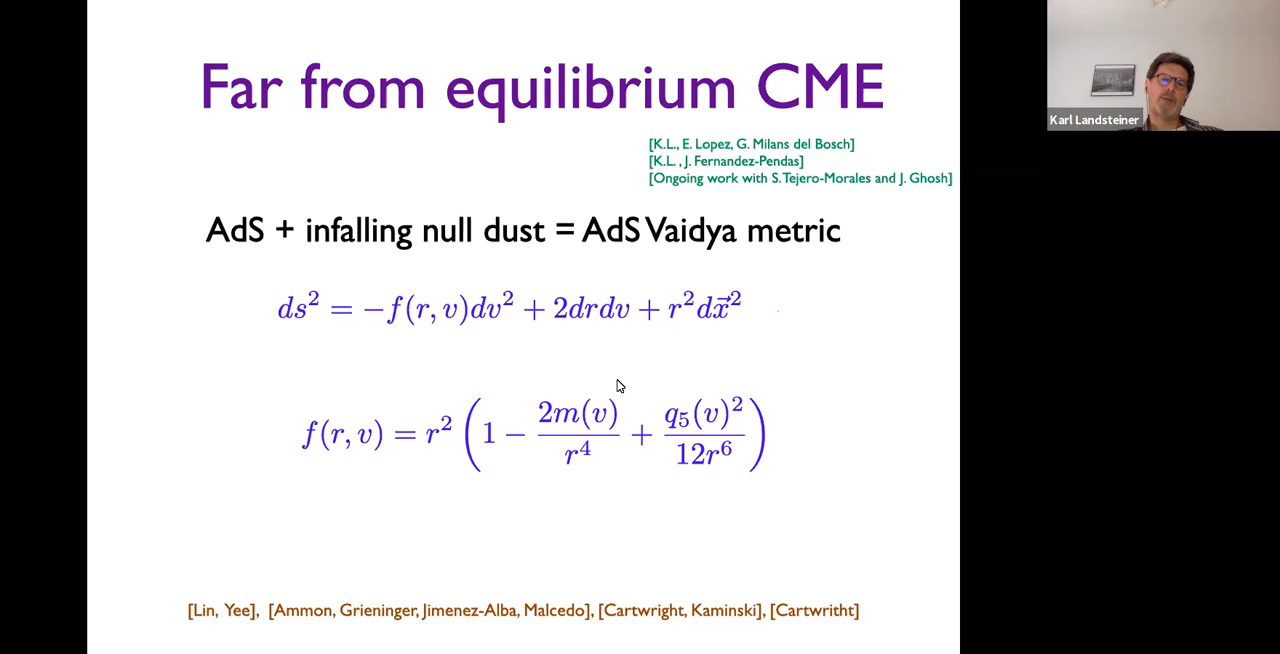 Far from equilibrium CME
Karl Landsteiner
[K.L., E. Lopez, G. Milans del Bosch]
[K.L. , J. Fernandez-Pendas]
[Ongoing work with S. Tejero-Morales and J. Ghosh]
AdS + infalling null dust = AdS Vaidya metric
ds² = −f(r, v)dv² + 2drdv + r²dx⃗²
f(r, v) = r² (1 − 2m(v)/r⁴ + q₅(v)²/12r⁶)
[Lin, Yee], [Ammon, Grieninger, Jimenez-Alba, Malcedo], [Cartwright, Kaminski], [Cartwritht]